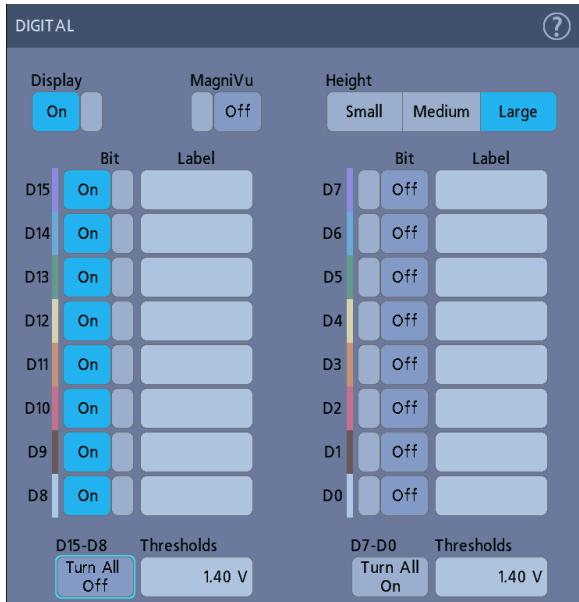 DIGITAL ?
Display MagniVu Height
On Off Small Medium Large
Bit Label Bit Label
D15 On D7 Off
D14 On D6 Off
D13 On D5 Off
D12 On D4 Off
D11 On D3 Off
D10 On D2 Off
D9 On D1 Off
D8 On D0 Off
D15-D8 Thresholds D7-D0 Thresholds
Turn All Turn All
Off 1.40 V On 1.40 V